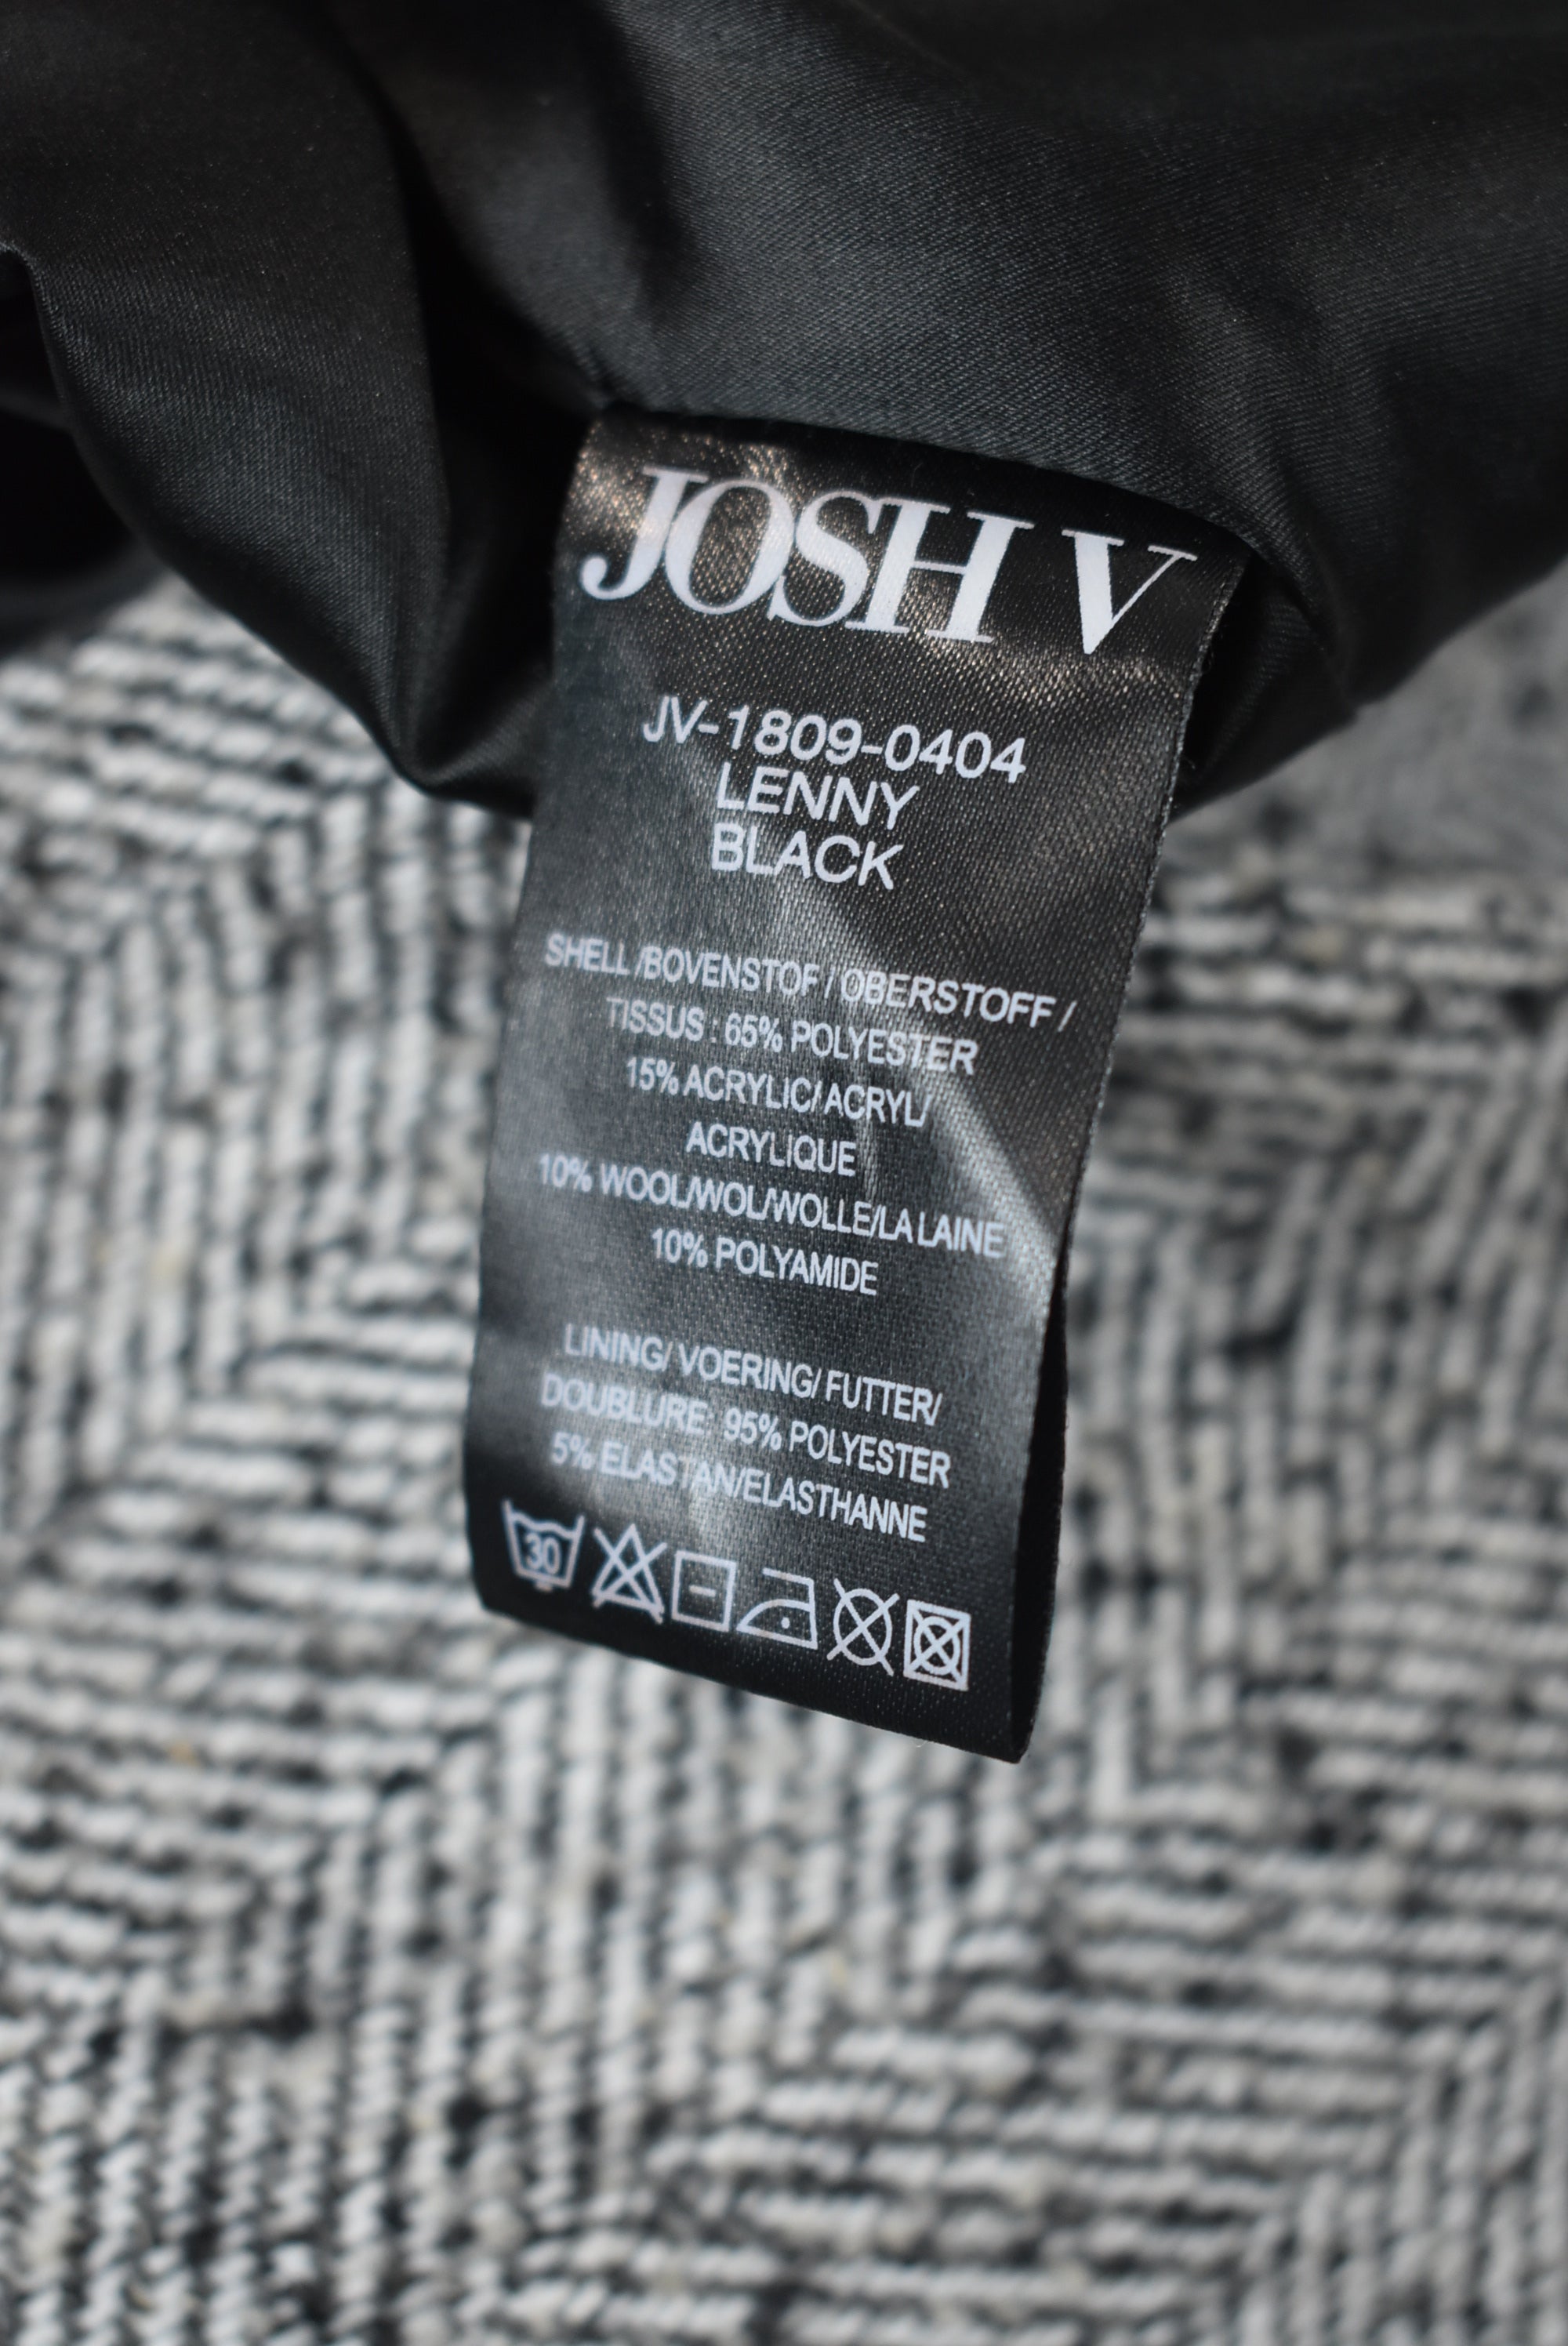 JOSH V
JV-1809-0404
LENNY
BLACK
SHELL/BOVENSTOF/OBERSTOFF/
TISSUS: 65% POLYESTER
15% ACRYLIC/ACRYL/
ACRYLIQUE
10% WOOL/WOL/WOLLE/LA LAINE
10% POLYAMIDE
LINING/ VOERING/ FUTTER/
DOUBLURE: 95% POLYESTER
5% ELASTAN/ELASTHANNE
30